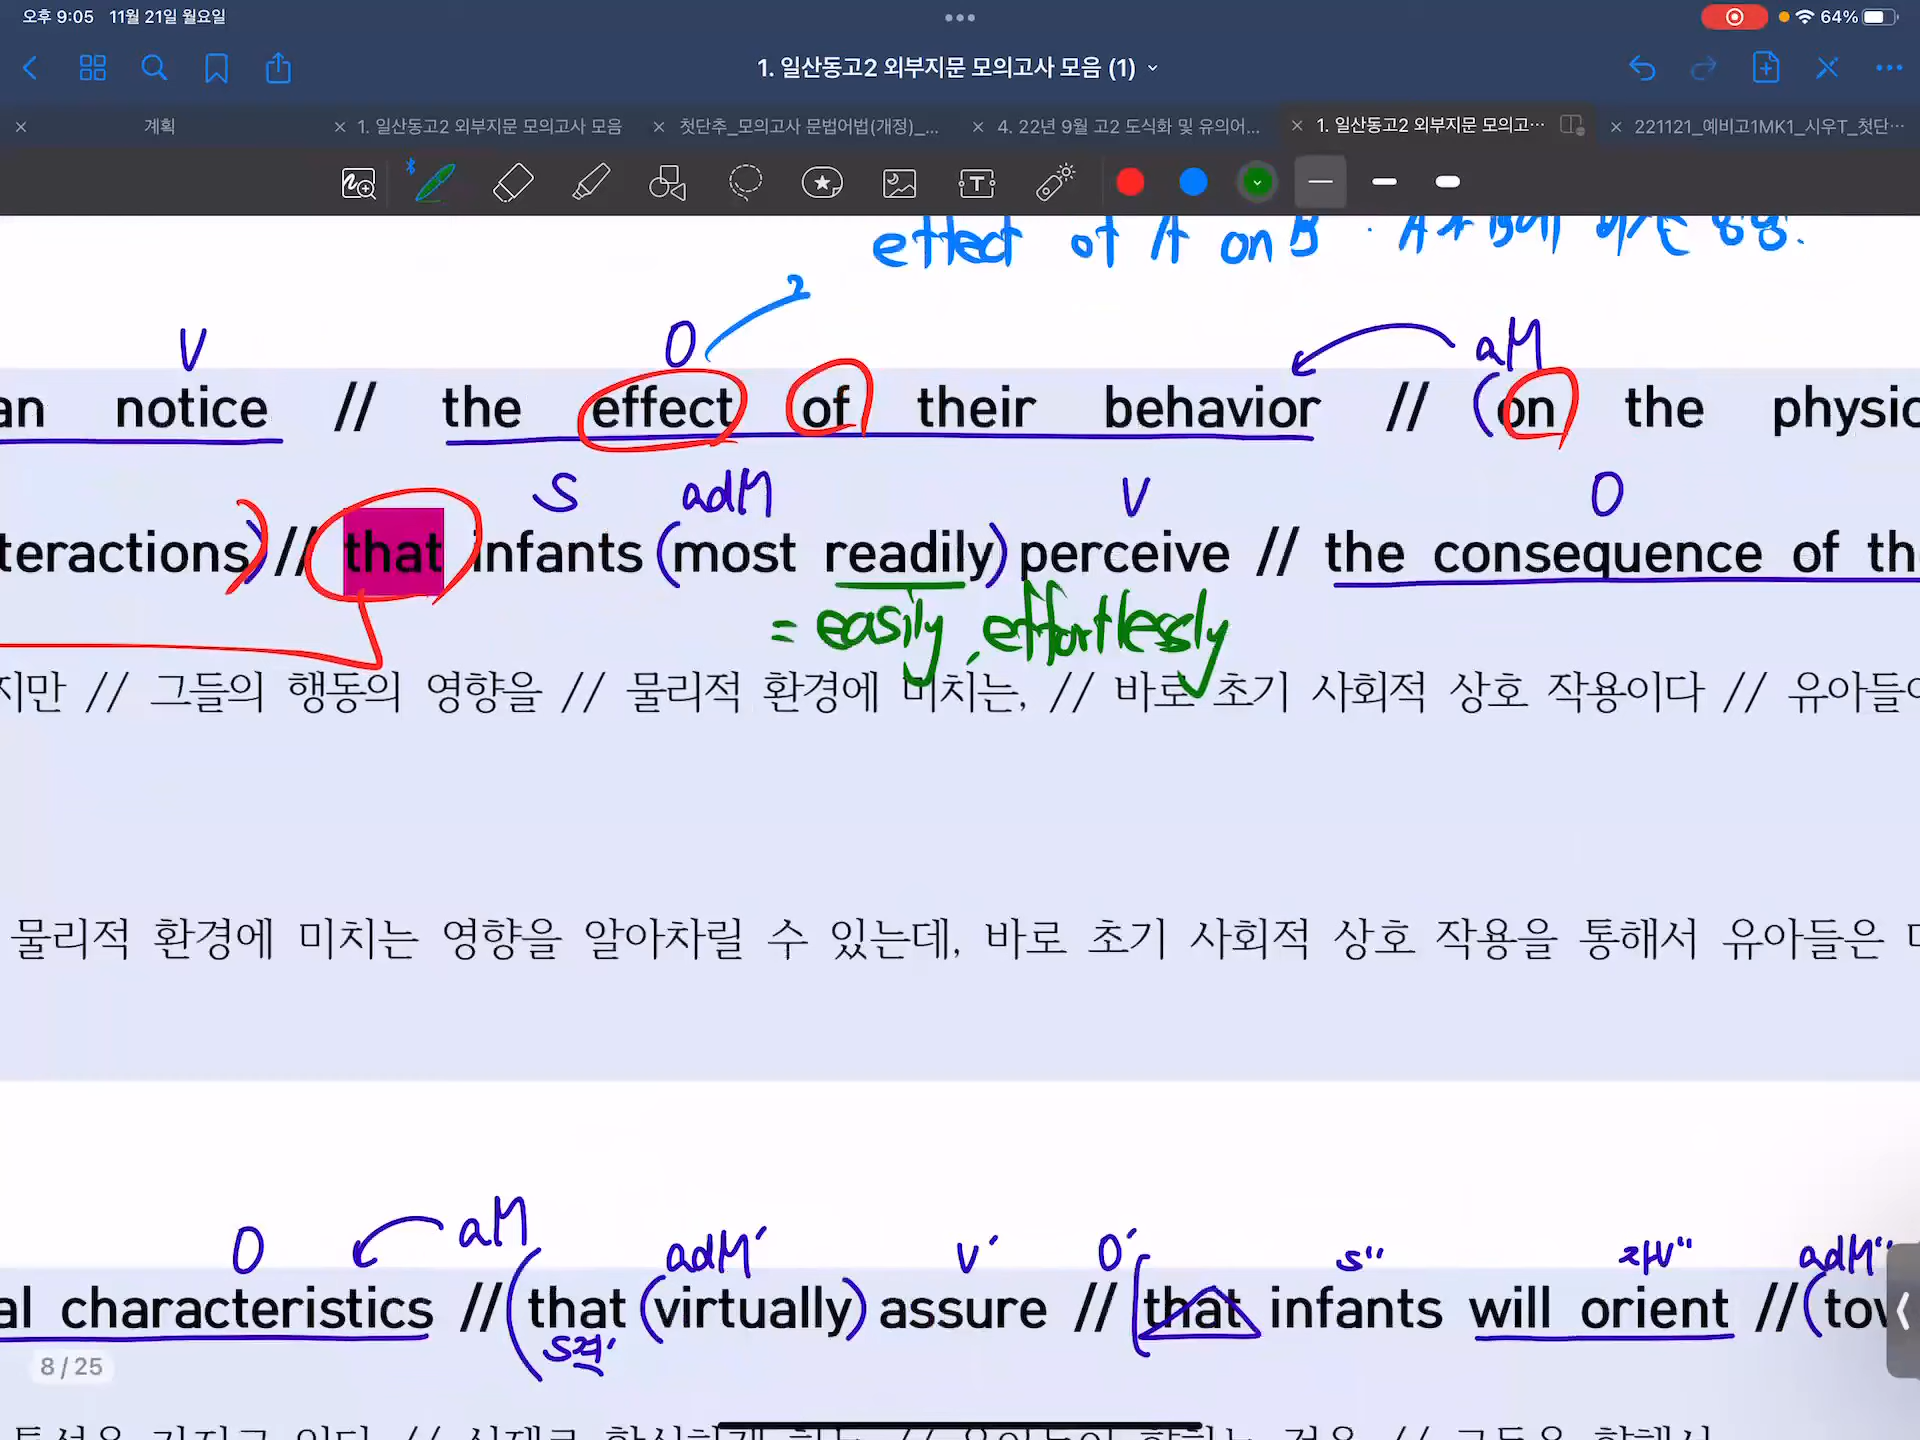 오후 9:05 11월 21일 월요일
64%
1. 일산동고2 외부지문 모의고사 모음 (1)
계획
1. 일산동고2 외부지문 모의고사 모음
첫단추_모의고사 문법어법(개정)_...
4. 22년 9월 고2 도식화 및 유의어...
1. 일산동고2 외부지문 모의고...
221121_예비고1MK1_시우T_첫단...
effect of A on B : A가 B에 미치는 영향.
2
V O aM
an notice // the effect of their behavior // (on the physic
S adM V O
teractions) // that infants (most readily) perceive // the consequence of th
= easily, effortlessly
지만 // 그들의 행동의 영향을 // 물리적 환경에 미치는, // 바로 초기 사회적 상호 작용이다 // 유아들이
물리적 환경에 미치는 영향을 알아차릴 수 있는데, 바로 초기 사회적 상호 작용을 통해서 유아들은
O aM adM' V' O' S" V" adM"
al characteristics // (that (virtually) assure // [that infants will orient // (tow
8 / 25